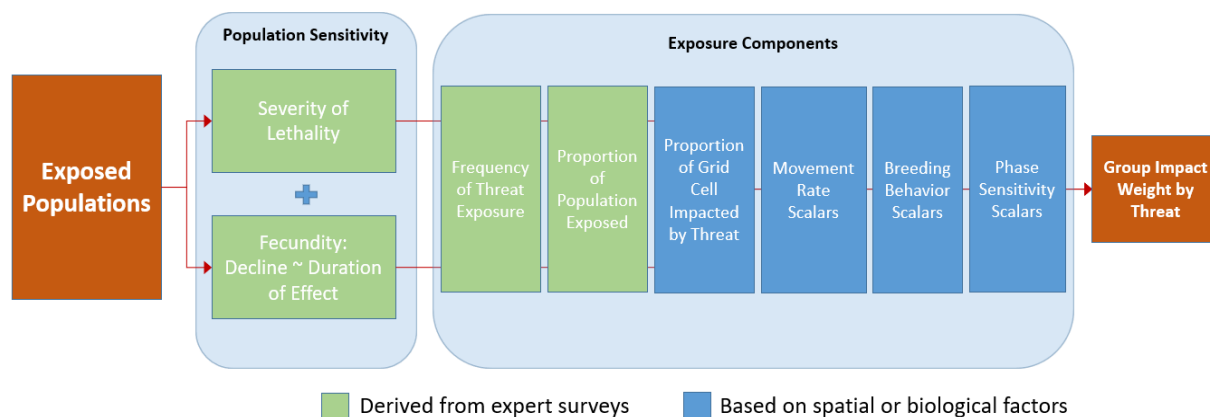 Population Sensitivity
Exposure Components
Exposed
Populations
Severity of
Lethality
Fecundity:
Decline ~ Duration
of Effect
Frequency
of Threat
Exposure
Proportion
of
Population
Exposed
Proportion
of Grid
Cell
Impacted
by Threat
Movement
Rate
Scalars
Breeding
Behavior
Scalars
Phase
Sensitivity
Scalars
Group Impact
Weight by
Threat
Derived from expert surveys
Based on spatial or biological factors